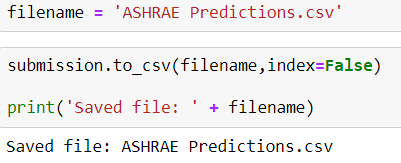 filename = 'ASHRAE Predictions.csv'
submission.to_csv(filename,index=False)
print('Saved file: ' + filename)
Saved file: ASHRAE Predictions.csv